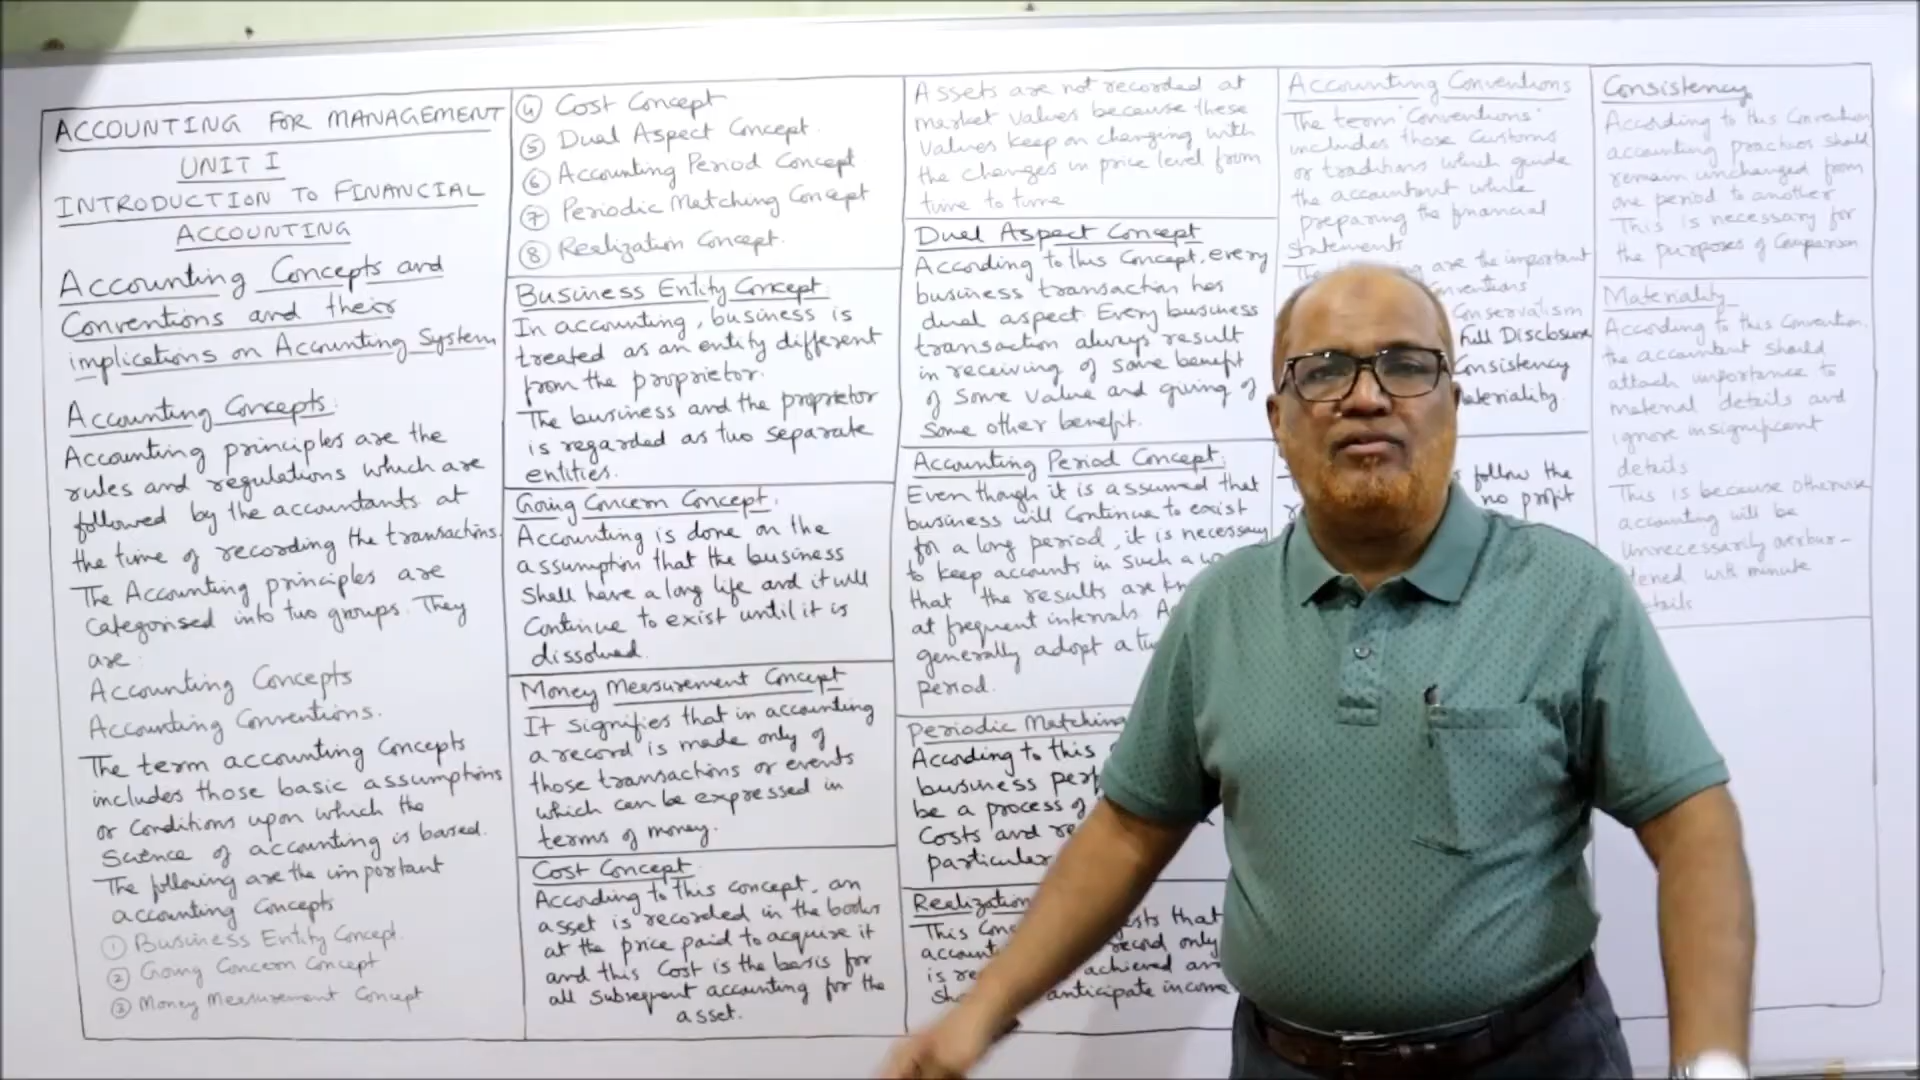 ACCOUNTING FOR MANAGEMENT
UNIT I
INTRODUCTION TO FINANCIAL
ACCOUNTING
Accounting Concepts and
Conventions and their
implications on Accounting System
Accounting Concepts:
Accounting principles are the
rules and regulations which are
followed by the accountants at
the time of recording the transactions.
The Accounting principles are
categorised into two groups. They
are:
Accounting Concepts
Accounting Conventions.
The term accounting Concepts
includes those basic assumptions
or conditions upon which the
Science of accounting is based.
The following are the important
accounting concepts
① Business Entity Concept.
② Going Concern Concept
③ Money Measurement Concept
④ Cost Concept
⑤ Dual Aspect Concept.
⑥ Accounting Period Concept
⑦ Periodic Matching Concept
⑧ Realization Concept.
Business Entity Concept:
In accounting, business is
treated as an entity different
from the proprietor.
The business and the proprietor
is regarded as two separate
entities.
Going Concern Concept.
Accounting is done on the
assumption that the business
shall have a long life and it will
Continue to exist until it is
dissolved.
Money Measurement Concept
It signifies that in accounting
a record is made only of
those transactions or events
which can be expressed in
terms of money.
Cost Concept
According to this concept, an
asset is recorded in the books
at the price paid to acquire it
and this Cost is the basis for
all subsequent accounting for the
asset.
Assets are not recorded at
market values because these
values keep on changing with
the changes in price level from
time to time
Dual Aspect Concept
According to this Concept, every
business transaction has
dual aspect. Every business
transaction always result
in receiving of some benefit
of some value and giving of
some other benefit.
Accounting Period Concept:
Even though it is assumed that
business will continue to exist
for a long period, it is necessary
to keep accounts in such a
that the results are
at frequent intervals.
generally adopt a
period.
Periodic Matching
According to this
business
be a process of
Costs and
particular
Realization
This that
account record only
is achieved
anticipate income
Accounting Conventions
The term "Conventions"
includes those Customs
or traditions which guide
the accountant while
preparing the financial
statements
The are the important
Conservatism
Full Disclosure
Consistency
Materiality.
follow the
no profit
Consistency
According to this Convention
accounting practices should
remain unchanged from
one period to another
This is necessary for
the purposes of Comparison
Materiality
According to this Convention,
the accountant should
attach importance to
material details and
ignore insignificant
details
This is because otherwise
accounting will be
unnecessarily overbur-
dened with minute
details